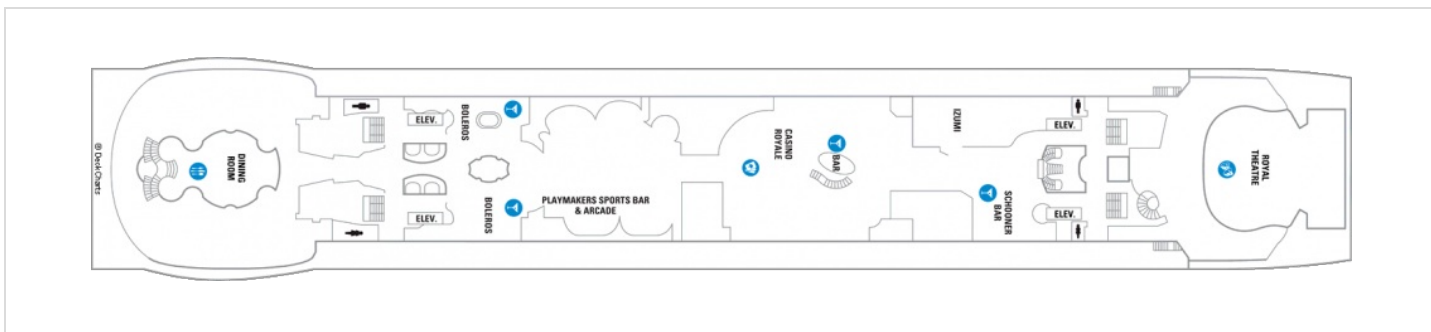 ® DeckCharts
DINING
ROOM
ELEV.
ELEV.
BOLEROS
BOLEROS
PLAYMAKERS SPORTS BAR
& ARCADE
CASINO
ROYALE
BAR
IZUMI
SCHOONER
BAR
ELEV.
ELEV.
ROYAL
THEATRE